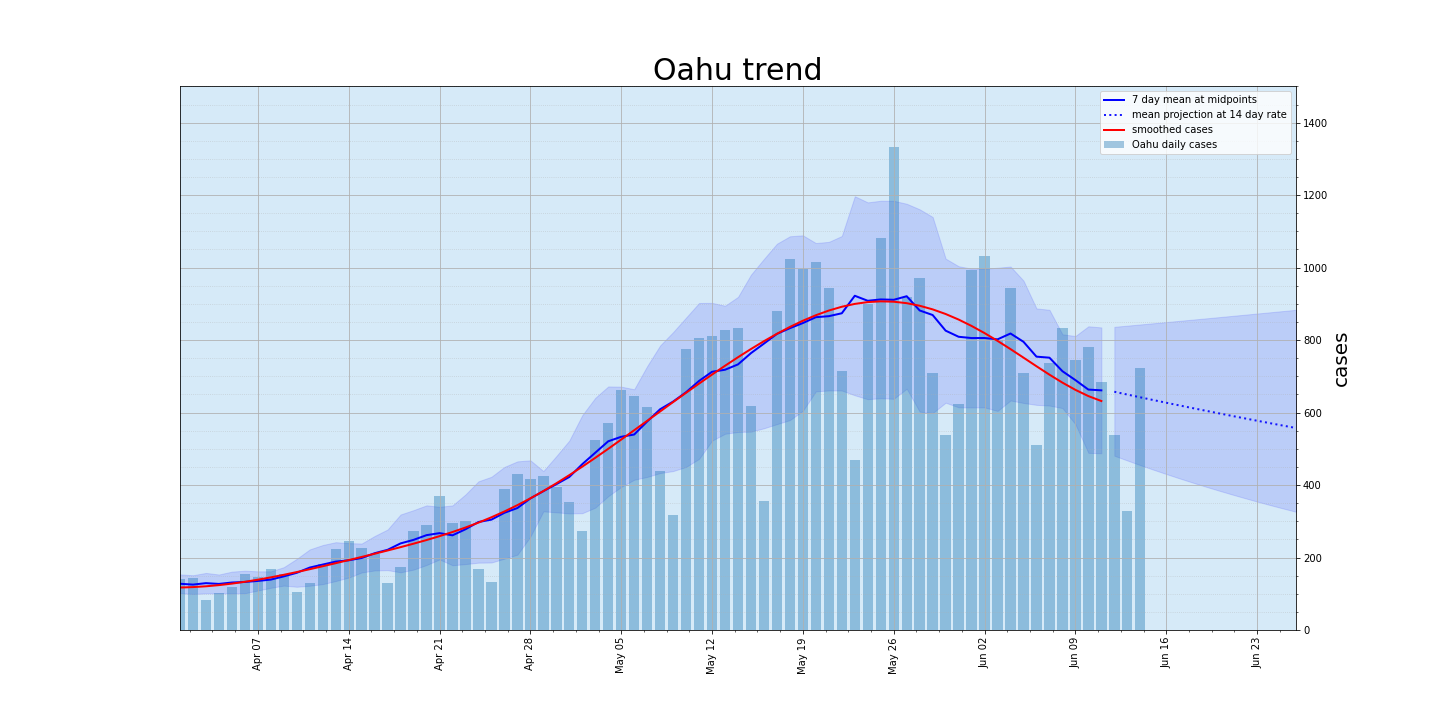 Oahu trend
7 day mean at midpoints
mean projection at 14 day rate
smoothed cases
Oahu daily cases
1400
1200
1000
800
600
400
200
0
cases
Apr 07
Apr 14
Apr 21
Apr 28
May 05
May 12
May 19
May 26
Jun 02
Jun 09
Jun 16
Jun 23